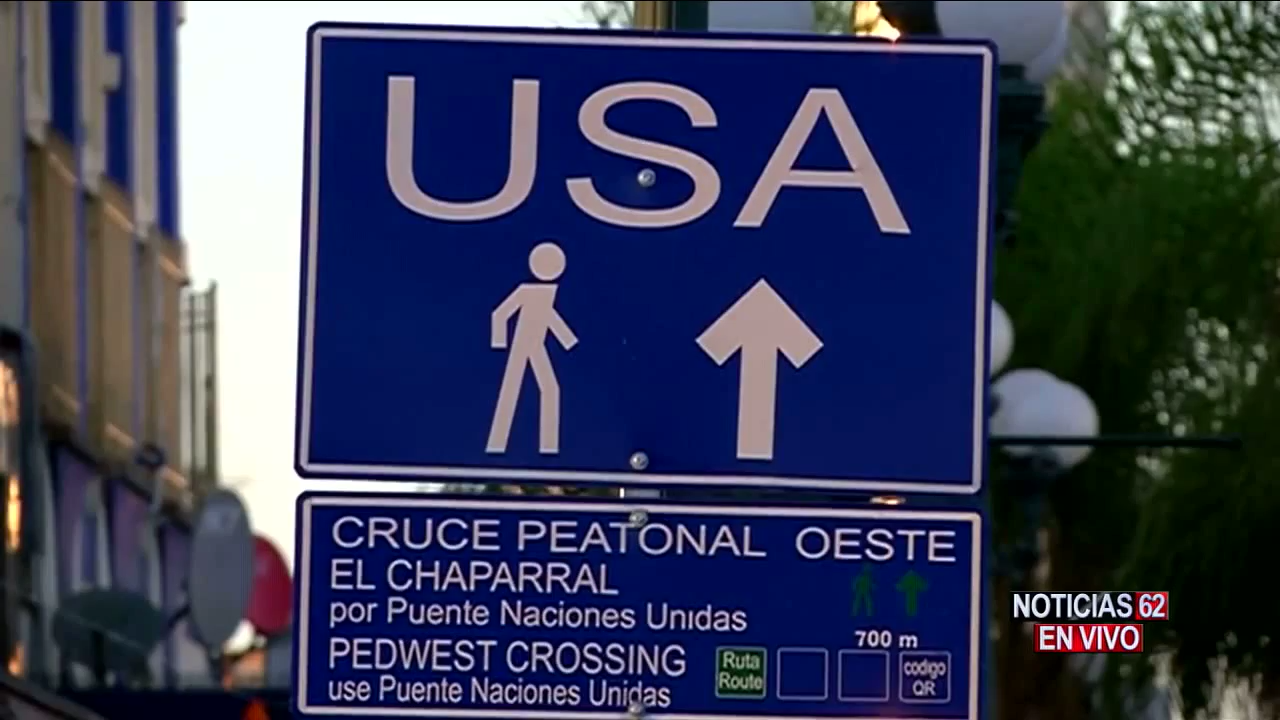 USA
CRUCE PEATONAL OESTE
EL CHAPARRAL
por Puente Naciones Unidas
700 m
PEDWEST CROSSING
use Puente Naciones Unidas
Ruta
Route
codigo
QR
NOTICIAS 62
EN VIVO